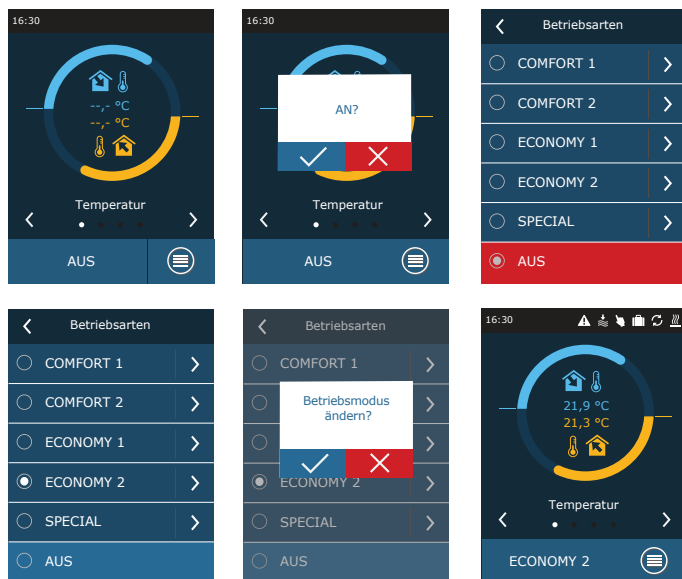 16:30
--,- °C
--,- °C
Temperatur
AUS
16:30
AN?
Temperatur
AUS
Betriebsarten
COMFORT 1
COMFORT 2
ECONOMY 1
ECONOMY 2
SPECIAL
AUS
Betriebsarten
COMFORT 1
COMFORT 2
ECONOMY 1
ECONOMY 2
SPECIAL
AUS
Betriebsarten
COMFORT 1
Betriebsmodus
ändern?
ECONOMY 2
SPECIAL
AUS
16:30
21,9 °C
21,3 °C
Temperatur
ECONOMY 2